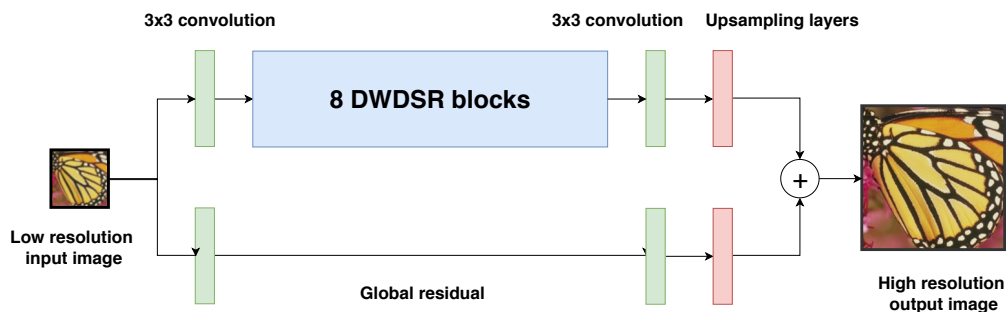 3x3 convolution
3x3 convolution
Upsampling layers
8 DWDSR blocks
+
Low resolution
input image
Global residual
High resolution
output image